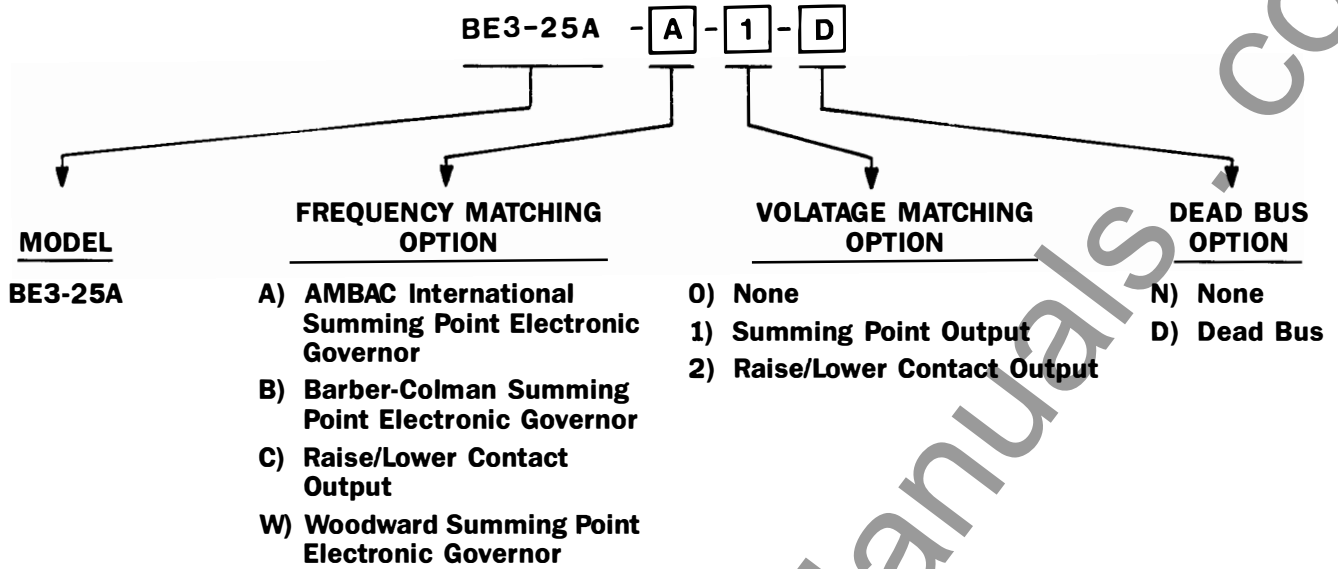 BE3-25A - A - 1 - D
MODEL
BE3-25A
FREQUENCY MATCHING
OPTION
A) AMBAC International
Summing Point Electronic
Governor
B) Barber-Colman Summing
Point Electronic Governor
C) Raise/Lower Contact
Output
W) Woodward Summing Point
Electronic Governor
VOLATAGE MATCHING
OPTION
0) None
1) Summing Point Output
2) Raise/Lower Contact Output
DEAD BUS
OPTION
N) None
D) Dead Bus